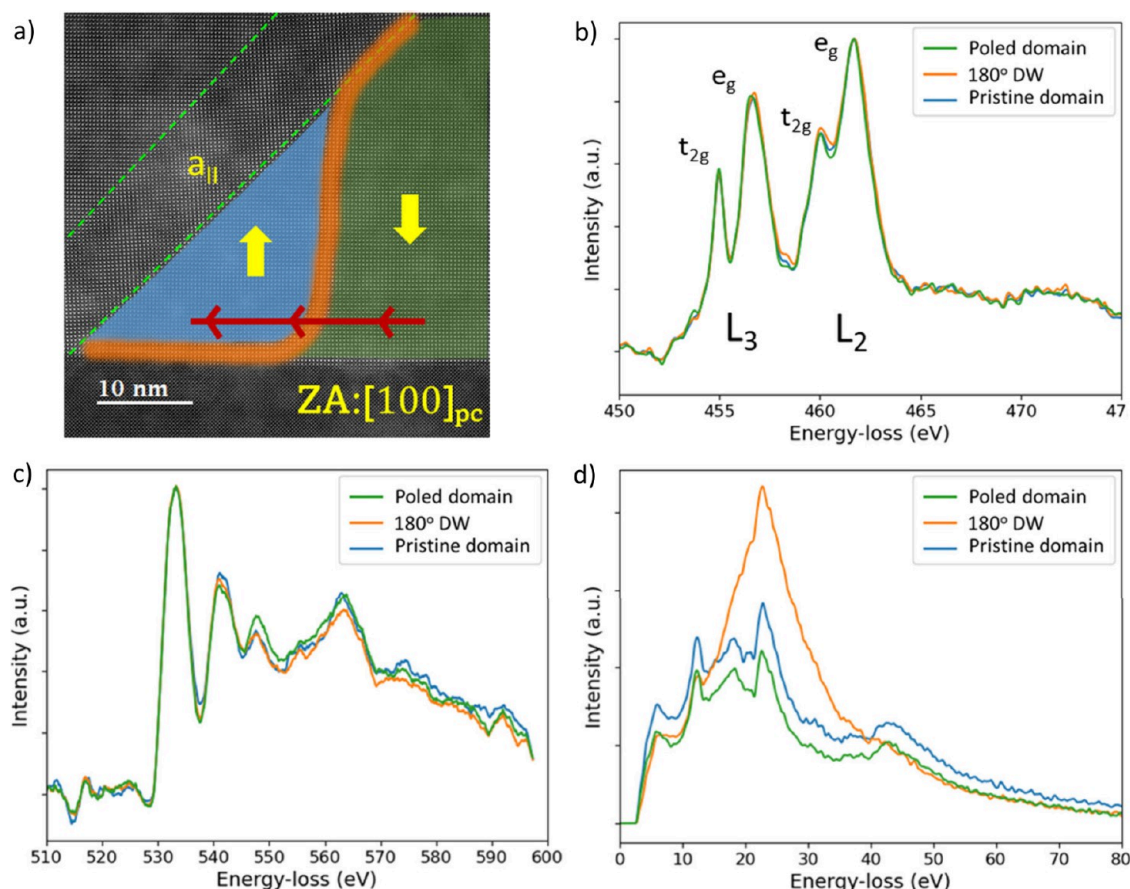 a)
a||
10 nm
ZA:[100]pc
b)
Intensity (a.u.)
t2g
eg
t2g
eg
L3
L2
Poled domain
180° DW
Pristine domain
450 455 460 465 470 47
Energy-loss (eV)
c)
Intensity (a.u.)
Poled domain
180° DW
Pristine domain
510 520 530 540 550 560 570 580 590 600
Energy-loss (eV)
d)
Intensity (a.u.)
Poled domain
180° DW
Pristine domain
0 10 20 30 40 50 60 70 80
Energy-loss (eV)